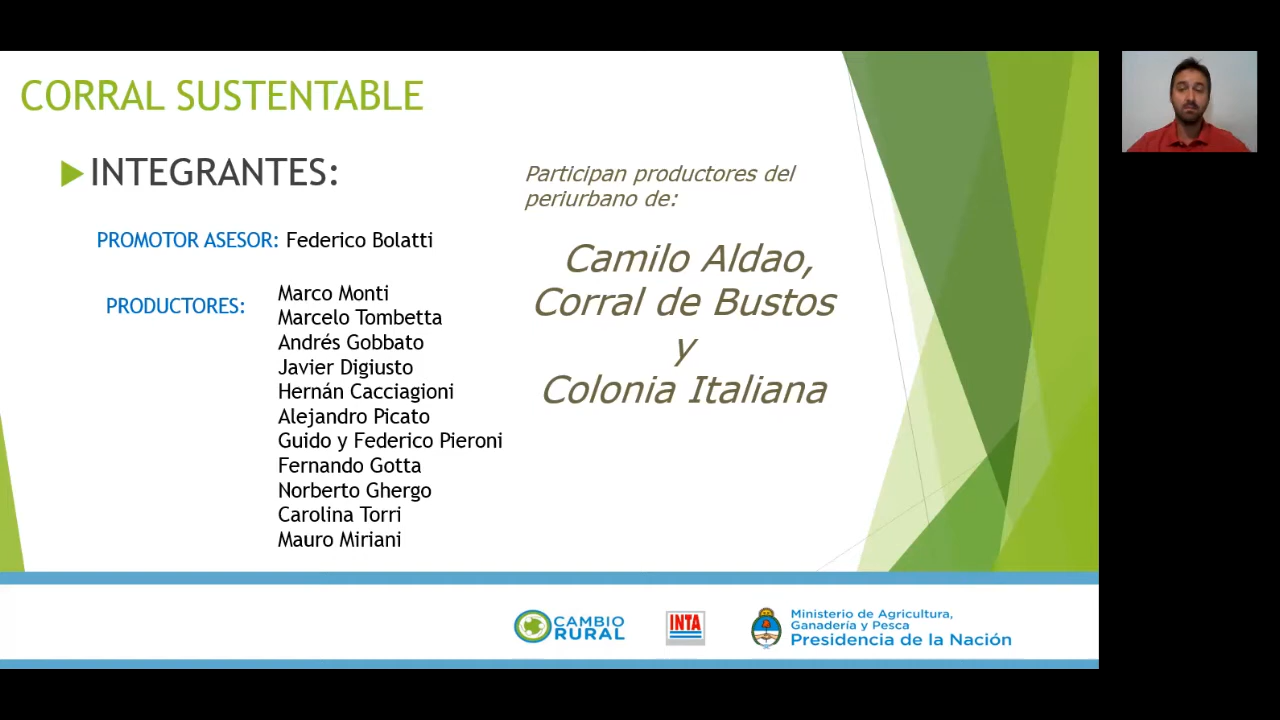 CORRAL SUSTENTABLE
INTEGRANTES:
PROMOTOR ASESOR: Federico Bolatti
PRODUCTORES:
Marco Monti
Marcelo Tombetta
Andrés Gobbato
Javier Digiusto
Hernán Cacciagioni
Alejandro Picato
Guido y Federico Pieroni
Fernando Gotta
Norberto Ghergo
Carolina Torri
Mauro Miriani
Participan productores del
periurbano de:
Camilo Aldao,
Corral de Bustos
y
Colonia Italiana
CAMBIO
RURAL
INTA
Ministerio de Agricultura,
Ganadería y Pesca
Presidencia de la Nación